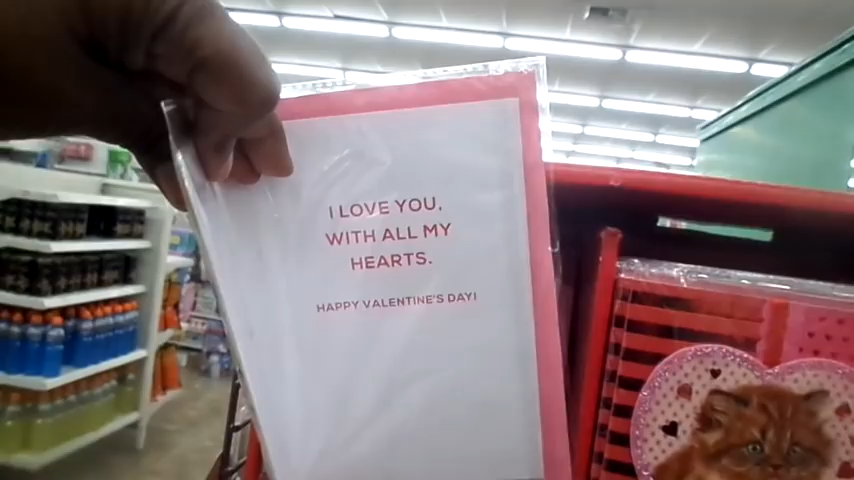 I LOVE YOU,
WITH ALL MY
HEARTS.
HAPPY VALENTINE'S DAY!